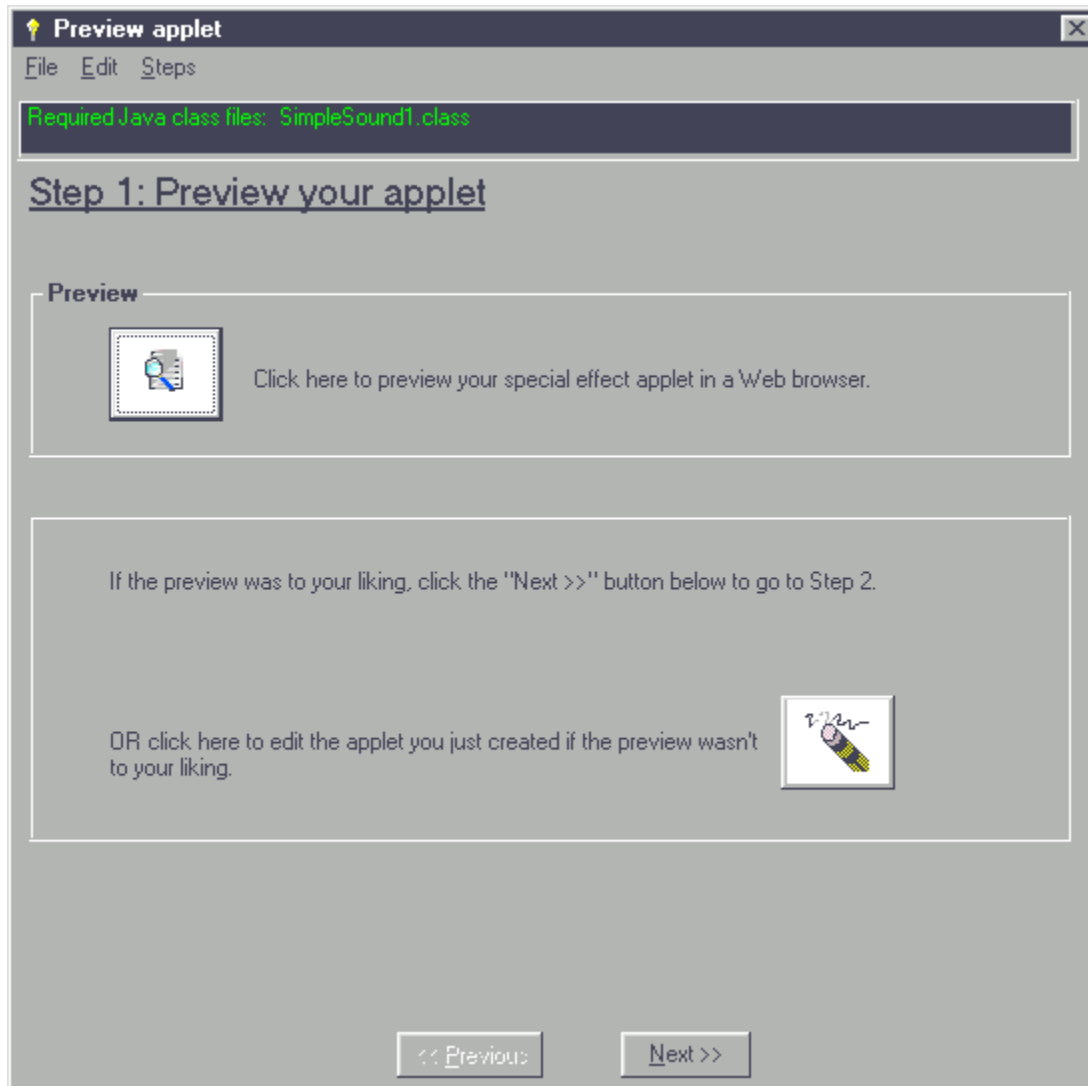 Preview applet
File Edit Steps
Required Java class files: SimpleSound1.class
Step 1: Preview your applet
Preview
Click here to preview your special effect applet in a Web browser.
If the preview was to your liking, click the "Next >>" button below to go to Step 2.
OR click here to edit the applet you just created if the preview wasn't
to your liking.
<< Previous Next >>